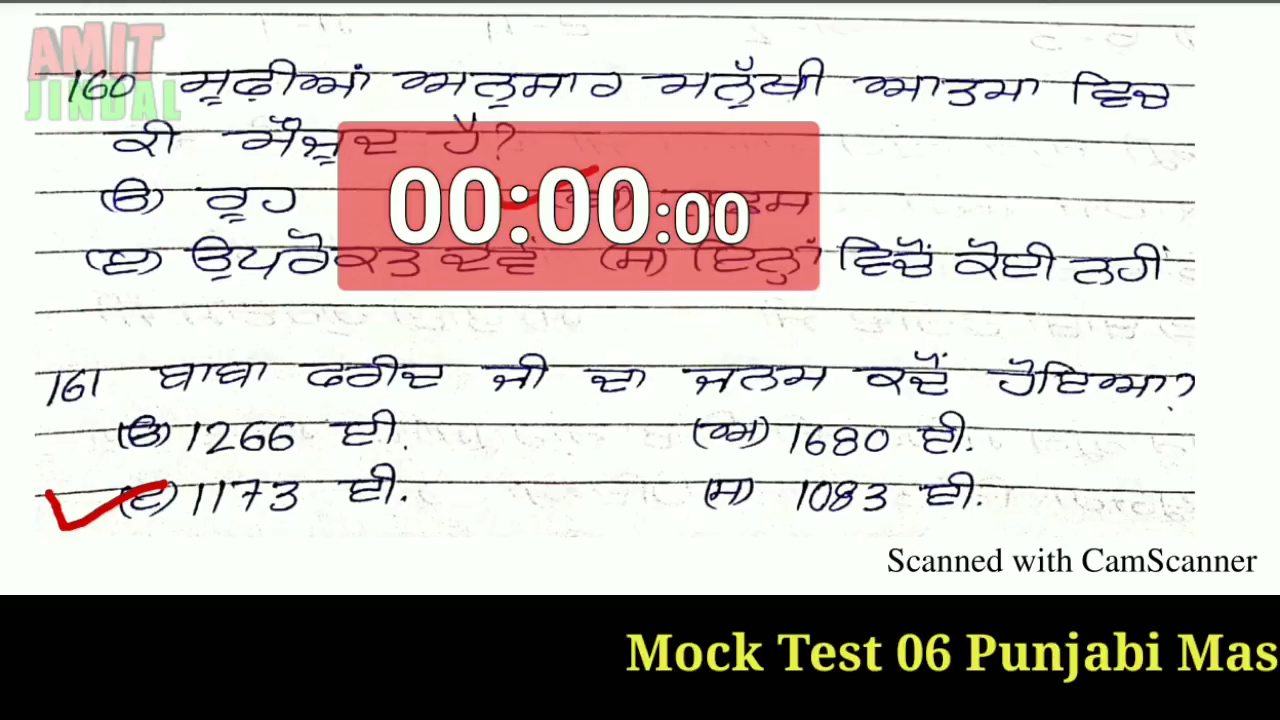 AMIT
JINDAL
160 ਸੂਫ਼ੀਆਂ ਅਨੁਸਾਰ ਮਨੁੱਖੀ ਆਤਮਾ ਵਿਚ
ਕੀ ਮੌਜੂਦ ਹੈ?
00:00:00
(ੳ) ਰੂਹ
(ੲ) ਉਪਰੋਕਤ ਦੋਵੇਂ (ਸ) ਇਨ੍ਹਾਂ ਵਿਚੋਂ ਕੋਈ ਨਹੀਂ
161 ਬਾਬਾ ਫਰੀਦ ਜੀ ਦਾ ਜਨਮ ਕਦੋਂ ਹੋਇਆ?
(ੳ) 1266 ਈ. (ਅ) 1680 ਈ.
(ੲ) 1173 ਈ. (ਸ) 1083 ਈ.
Scanned with CamScanner
Mock Test 06 Punjabi Mas